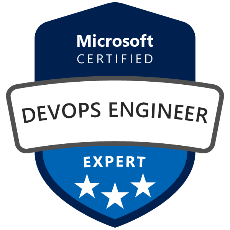 Microsoft
CERTIFIED
DEVOPS ENGINEER
EXPERT